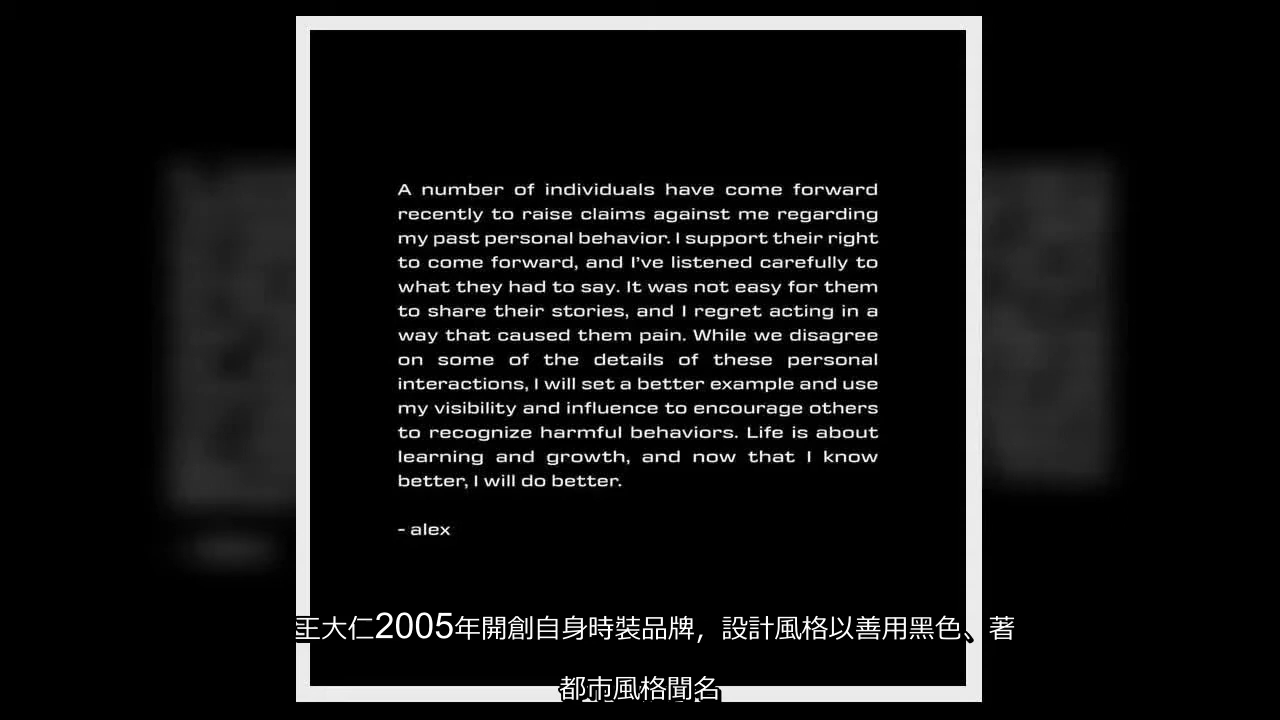 A number of individuals have come forward
recently to raise claims against me regarding
my past personal behavior. I support their right
to come forward, and I've listened carefully to
what they had to say. It was not easy for them
to share their stories, and I regret acting in a
way that caused them pain. While we disagree
on some of the details of these personal
interactions, I will set a better example and use
my visibility and influence to encourage others
to recognize harmful behaviors. Life is about
learning and growth, and now that I know
better, I will do better.
- alex
王大仁2005年開創自身時裝品牌，設計風格以善用黑色、著
都市風格聞名